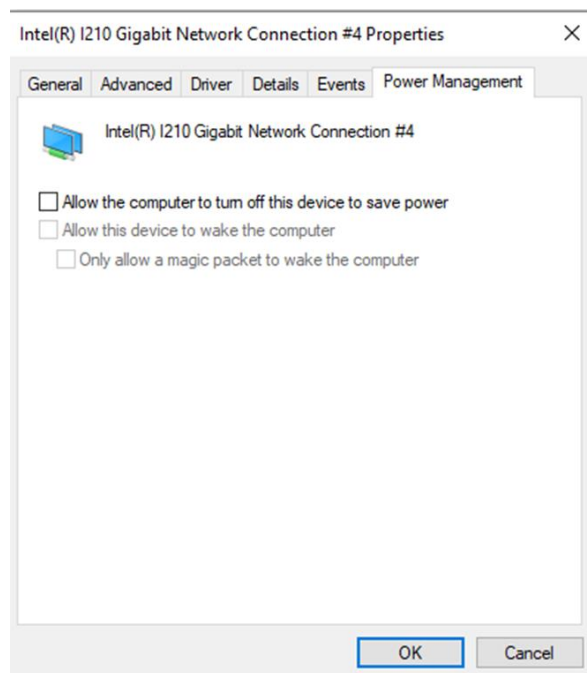 Intel(R) I210 Gigabit Network Connection #4 Properties
General Advanced Driver Details Events Power Management
Intel(R) I210 Gigabit Network Connection #4
Allow the computer to turn off this device to save power
Allow this device to wake the computer
Only allow a magic packet to wake the computer
OK Cancel